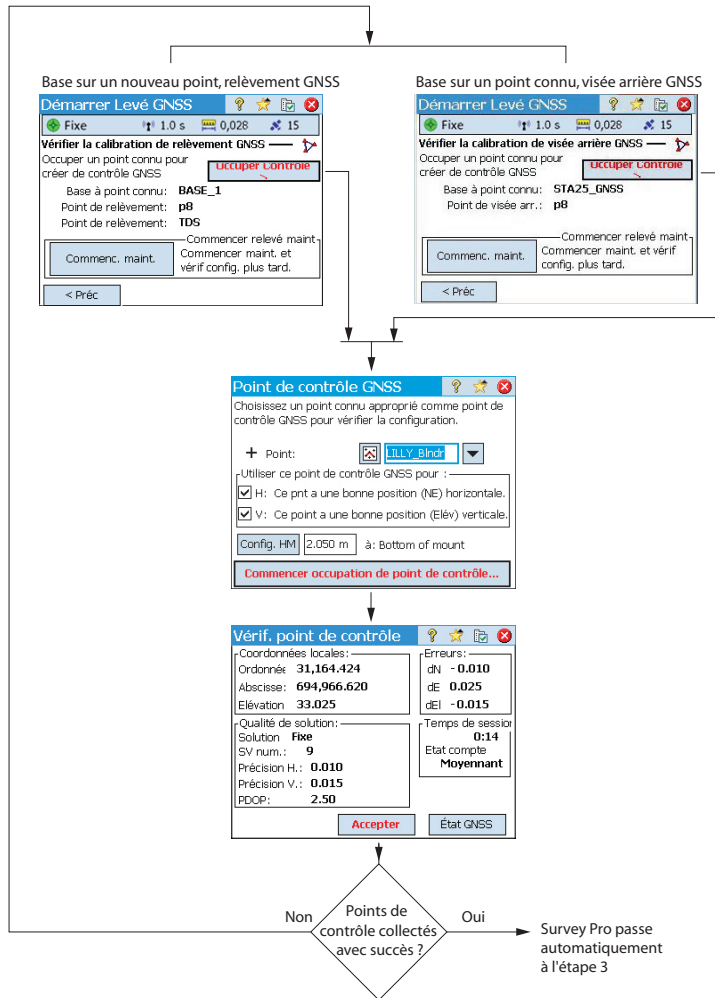 Base sur un nouveau point, relèvement GNSS
Démarrer Levé GNSS
Fixe 1.0 s 0,028 15
Vérifier la calibration de relèvement GNSS
Occuper un point connu pour
créer de contrôle GNSS
Occuper Contrôle
Base à point connu: BASE_1
Point de relèvement: p8
Point de relèvement: TDS
Commencer relevé maint
Commenc. maint.
Commencer maint. et
vérif config. plus tard.
< Préc
Base sur un point connu, visée arrière GNSS
Démarrer Levé GNSS
Fixe 1.0 s 0,028 15
Vérifier la calibration de visée arrière GNSS
Occuper un point connu pour
créer de contrôle GNSS
Occuper Contrôle
Base à point connu: STA25_GNSS
Point de visée arr.: p8
Commencer relevé maint
Commenc. maint.
Commencer maint. et vérif
config. plus tard.
< Préc
Point de contrôle GNSS
Choisissez un point connu approprié comme point de
contrôle GNSS pour vérifier la configuration.
+ Point: LILLY_Blndr
Utiliser ce point de contrôle GNSS pour :
H: Ce pnt a une bonne position (NE) horizontale.
V: Ce point a une bonne position (Elév) verticale.
Config. HM 2.050 m à: Bottom of mount
Commencer occupation de point de contrôle...
Vérif. point de contrôle
Coordonnées locales:
Ordonnée 31,164.424
Abscisse: 694,966.620
Elévation 33.025
Erreurs:
dN -0.010
dE 0.025
dEl -0.015
Qualité de solution:
Solution Fixe
SV num.: 9
Précision H.: 0.010
Précision V.: 0.015
PDOP: 2.50
Temps de session
0:14
Etat compte
Moyennant
Accepter
État GNSS
Non
Points de
contrôle collectés
avec succès ?
Oui
Survey Pro passe
automatiquement
à l'étape 3